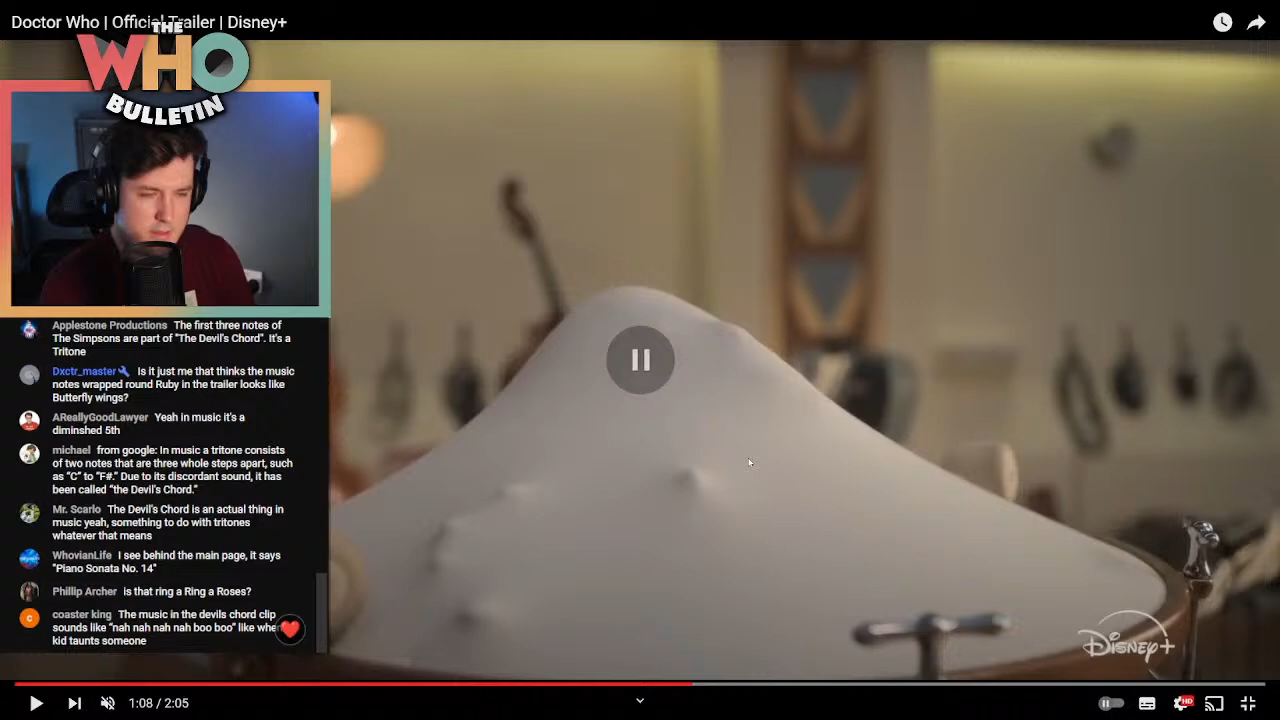 Doctor Who | Official Trailer | Disney+
THE
WHO
BULLETIN
Applestone Productions The first three notes of
The Simpsons are part of "The Devil's Chord". It's a
Tritone
Dxctr_master Is it just me that thinks the music
notes wrapped round Ruby in the trailer looks like
Butterfly wings?
AReallyGoodLawyer Yeah in music it's a
diminshed 5th
michael from google: In music a tritone consists
of two notes that are three whole steps apart, such
as "C" to "F#." Due to its discordant sound, it has
been called "the Devil's Chord."
Mr. Scarlo The Devil's Chord is an actual thing in
music yeah, something to do with tritones
whatever that means
WhovianLife I see behind the main page, it says
"Piano Sonata No. 14"
Phillip Archer is that ring a Ring a Roses?
coaster king The music in the devils chord clip
sounds like "nah nah nah nah boo boo" like whe
kid taunts someone
Disney+
1:08 / 2:05
HD